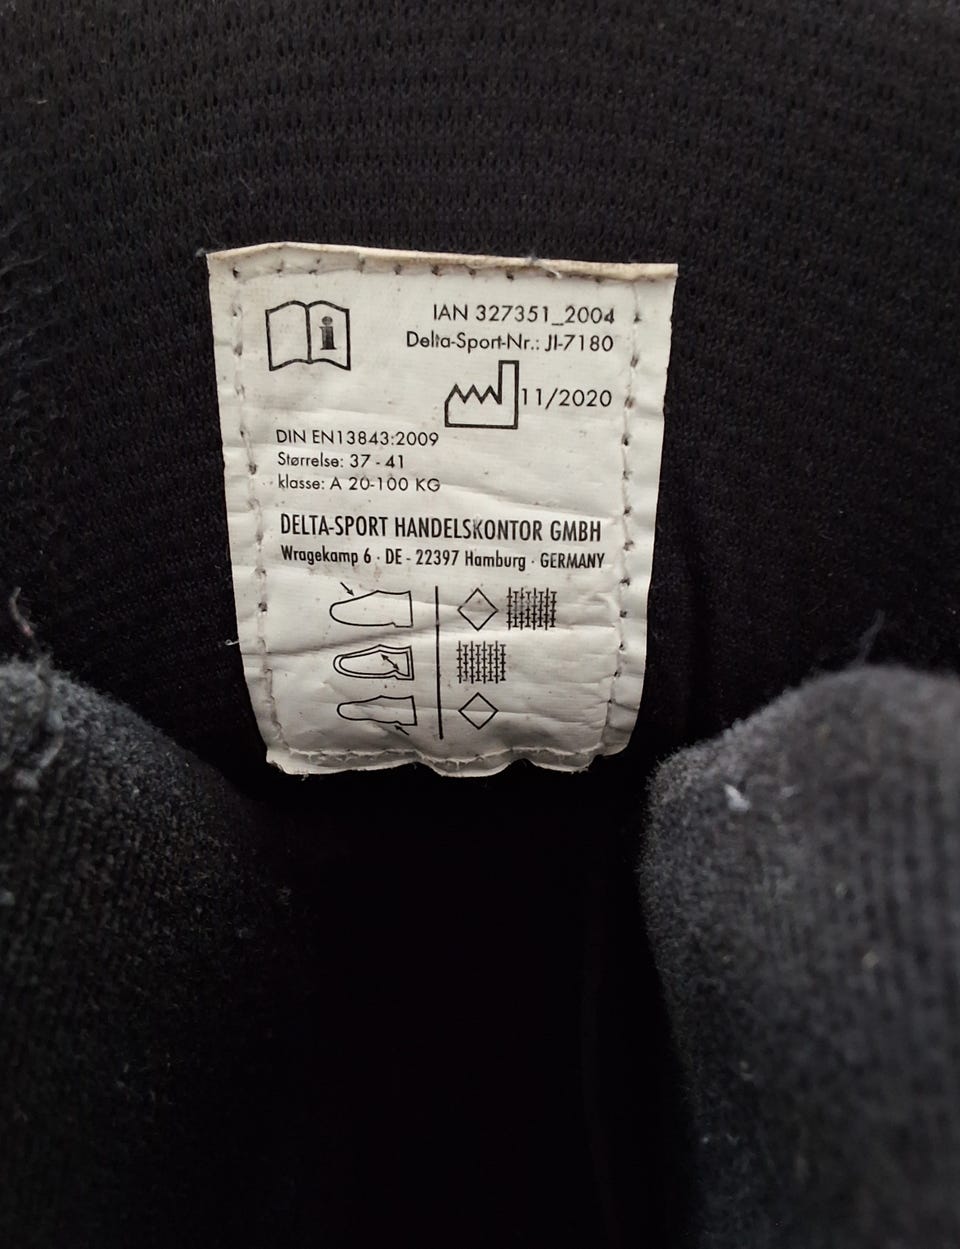 i
IAN 327351_2004
Delta-Sport-Nr.: JI-7180
11/2020
DIN EN13843:2009
Størrelse: 37 - 41
klasse: A 20-100 KG
DELTA-SPORT HANDELSKONTOR GMBH
Wragekamp 6 · DE - 22397 Hamburg · GERMANY